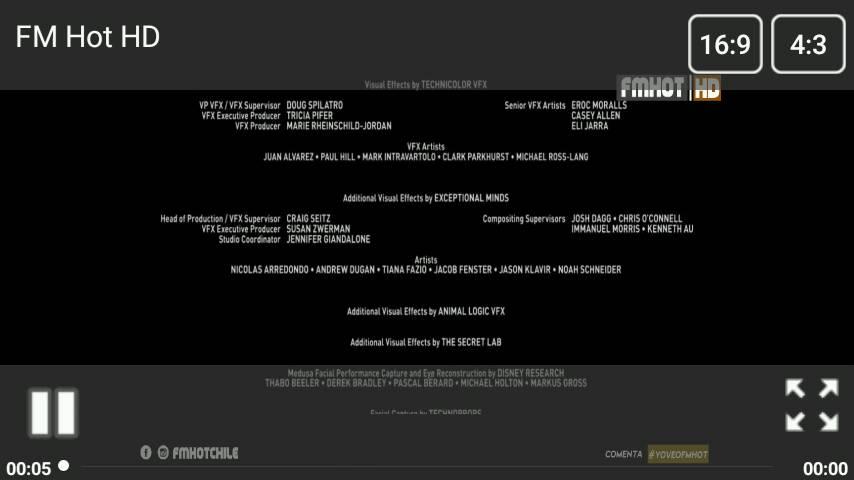 FM Hot HD
16:9
4:3
Visual Effects by TECHNICOLOR VFX
FMHOT HD
VP VFX / VFX Supervisor DOUG SPILATRO
VFX Executive Producer TRICIA PIFER
VFX Producer MARIE RHEINSCHILD-JORDAN
Senior VFX Artists EROC MORALLS
CASEY ALLEN
ELI JARRA
VFX Artists
JUAN ALVAREZ • PAUL HILL • MARK INTRAVARTOLO • CLARK PARKHURST • MICHAEL ROSS-LANG
Additional Visual Effects by EXCEPTIONAL MINDS
Head of Production / VFX Supervisor CRAIG SEITZ
VFX Executive Producer SUSAN ZWERMAN
Studio Coordinator JENNIFER GIANDALONE
Compositing Supervisors JOSH DAGG • CHRIS O'CONNELL
IMMANUEL MORRIS • KENNETH AU
Artists
NICOLAS ARREDONDO • ANDREW DUGAN • TIANA FAZIO • JACOB FENSTER • JASON KLAVIR • NOAH SCHNEIDER
Additional Visual Effects by ANIMAL LOGIC VFX
Additional Visual Effects by THE SECRET LAB
Medusa Facial Performance Capture and Eye Reconstruction by DISNEY RESEARCH
THABO BEELER • DEREK BRADLEY • PASCAL BERARD • MICHAEL HOLTON • MARKUS GROSS
Facial Capture by TECHNOPROPS
FMHOTCHILE
COMENTA #YOVEOFMHOT
00:05
00:00